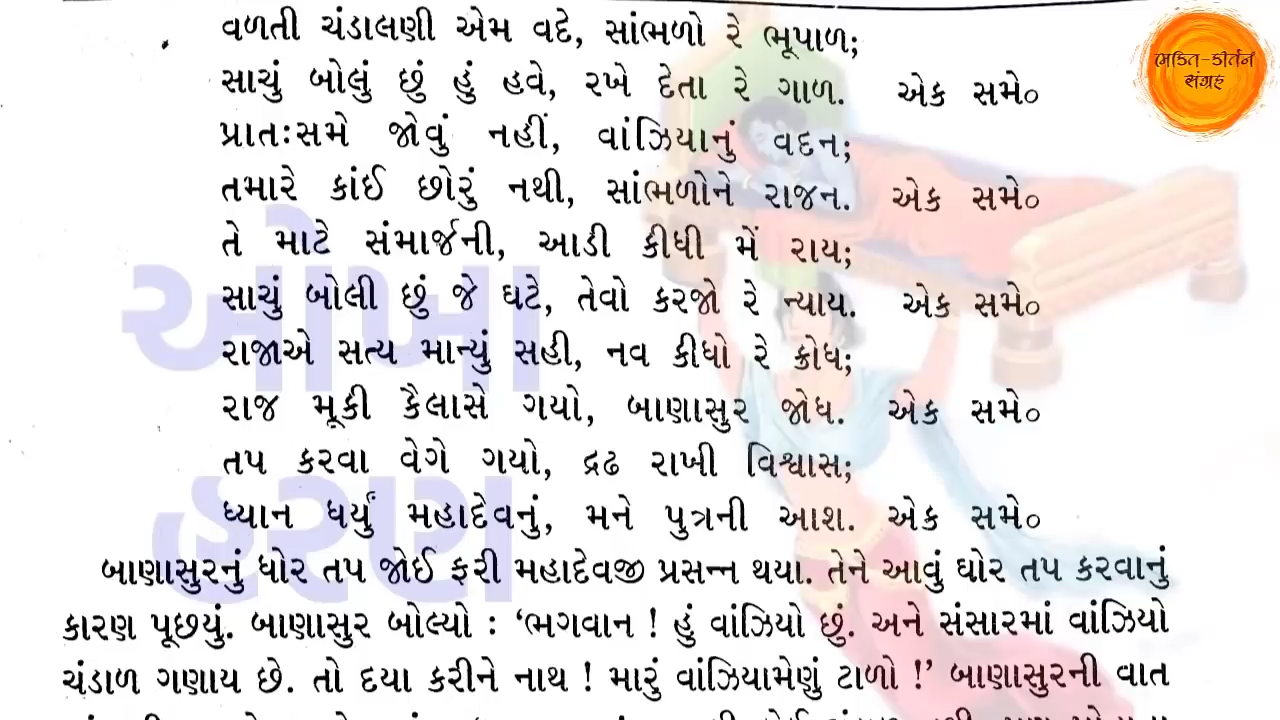 વળતી ચંડાલણી એમ વદે, સાંભળો રે ભૂપાળ;
સાચું બોલું છું હું હવે, રખે દેતા રે ગાળ. એક સમે૦
પ્રાતઃસમે જોવું નહીં, વાંઝિયાનું વદન;
તમારે કાંઈ છોરું નથી, સાંભળોને રાજન. એક સમે૦
તે માટે સંમાર્જની, આડી કીધી મેં રાય;
સાચું બોલી છું જે ઘટે, તેવો કરજો રે ન્યાય. એક સમે૦
રાજાએ સત્ય માન્યું સહી, નવ કીધો રે ક્રોધ;
રાજ મૂકી કૈલાસે ગયો, બાણાસુર જોધ. એક સમે૦
તપ કરવા વેગે ગયો, દ્રઢ રાખી વિશ્વાસ;
ધ્યાન ધર્યું મહાદેવનું, મને પુત્રની આશ. એક સમે૦
બાણાસુરનું ધોર તપ જોઈ ફરી મહાદેવજી પ્રસન્ન થયા. તેને આવું ઘોર તપ કરવાનું
કારણ પૂછયું. બાણાસુર બોલ્યો : ‘ભગવાન ! હું વાંઝિયો છું. અને સંસારમાં વાંઝિયો
ચંડાળ ગણાય છે. તો દયા કરીને નાથ ! મારું વાંઝિયામેણું ટાળો !’ બાણાસુરની વાત
ભક્તિ-કીર્તન
સંગ્રહ
ઓખા
હરણ